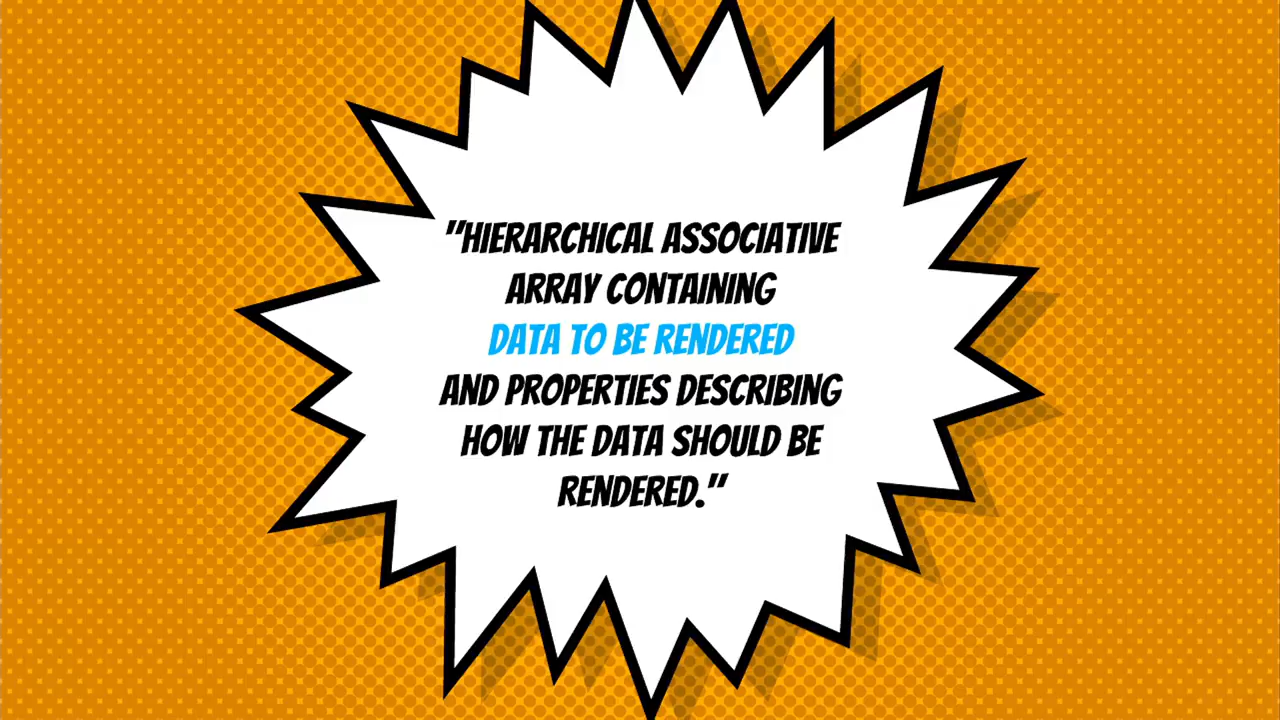 "HIERARCHICAL ASSOCIATIVE
ARRAY CONTAINING
DATA TO BE RENDERED
AND PROPERTIES DESCRIBING
HOW THE DATA SHOULD BE
RENDERED."